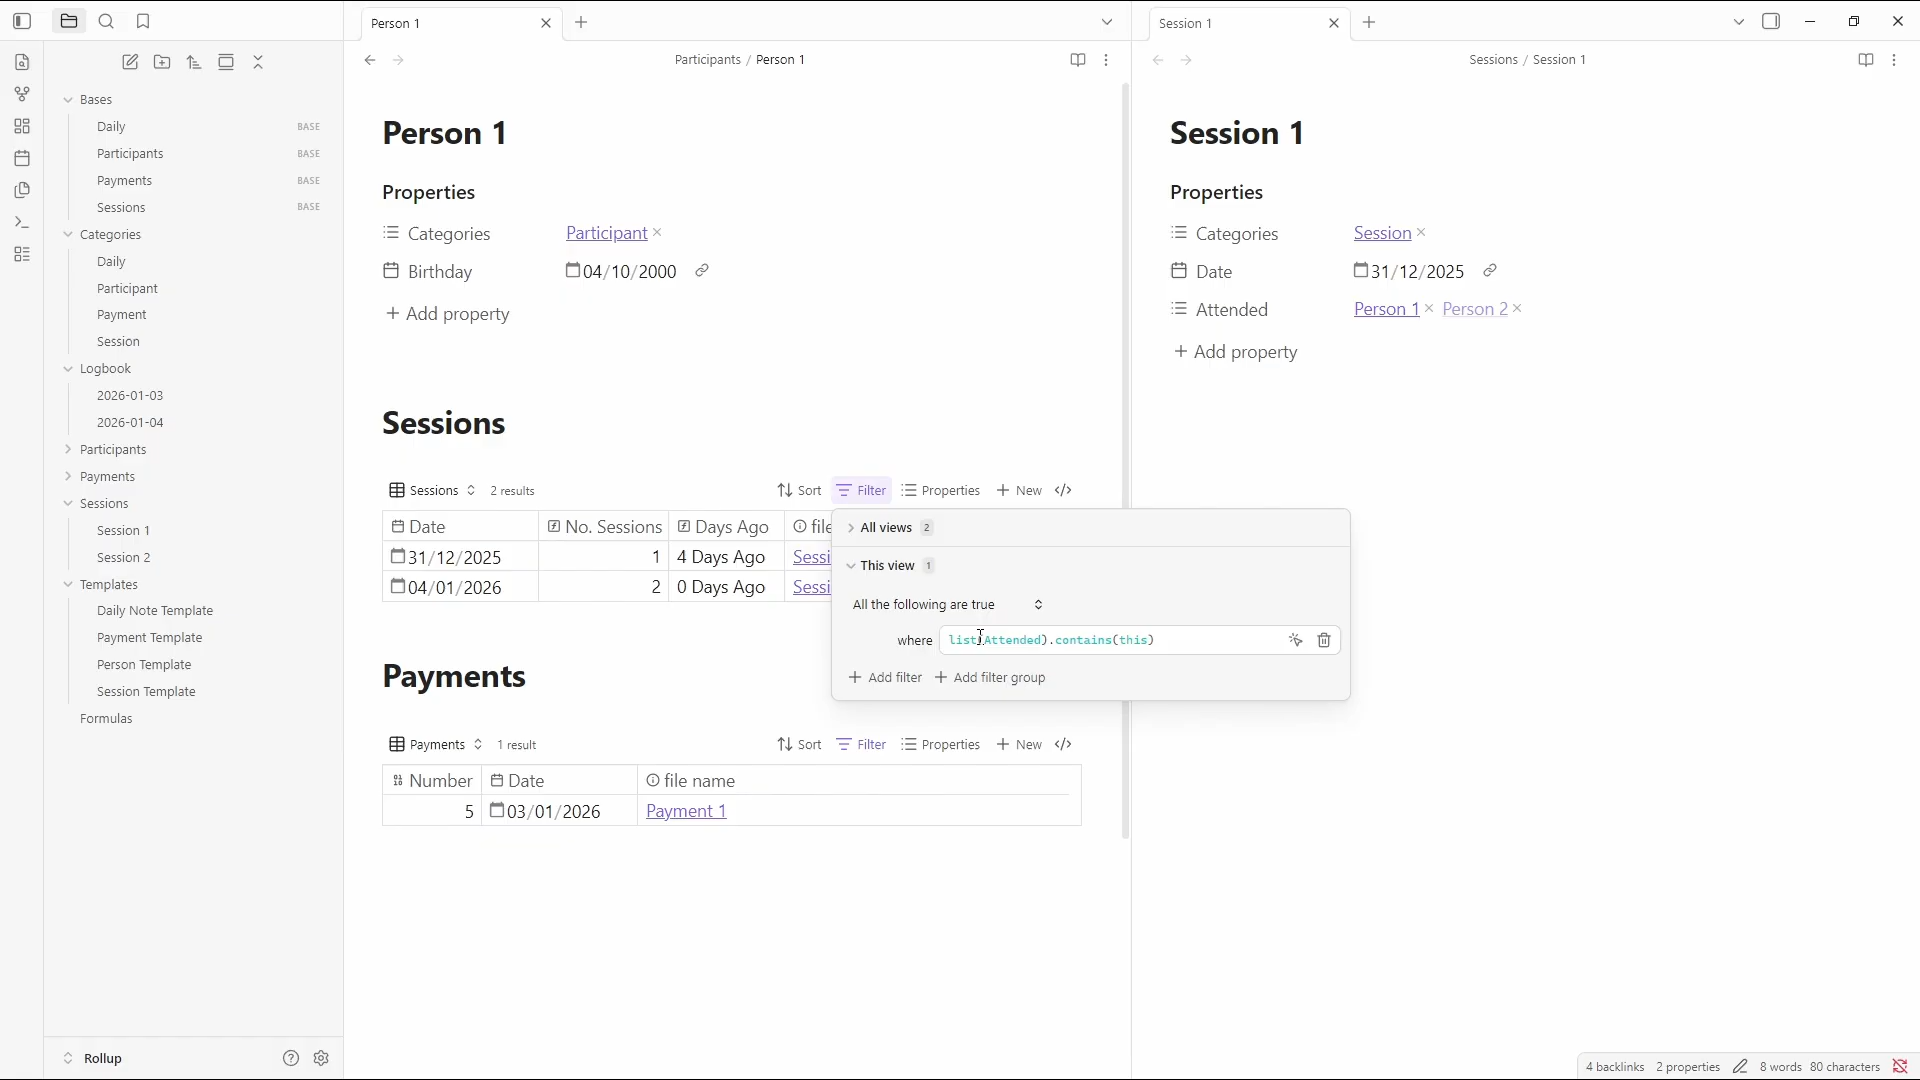 Person 1
Session 1
Participants / Person 1
Sessions / Session 1
Bases
Daily BASE
Participants BASE
Payments BASE
Sessions BASE
Categories
Daily
Participant
Payment
Session
Logbook
2026-01-03
2026-01-04
Participants
Payments
Sessions
Session 1
Session 2
Templates
Daily Note Template
Payment Template
Person Template
Session Template
Formulas
Rollup
Person 1
Properties
Categories Participant ×
Birthday 04/10/2000
+ Add property
Sessions
Sessions 2 results Sort Filter Properties + New </>
Date No. Sessions Days Ago file
31/12/2025 1 4 Days Ago Sessi
04/01/2026 2 0 Days Ago Sessi
All views 2
This view 1
All the following are true
where list(Attended).contains(this)
+ Add filter + Add filter group
Payments
Payments 1 result Sort Filter Properties + New </>
Number Date file name
5 03/01/2026 Payment 1
Session 1
Properties
Categories Session ×
Date 31/12/2025
Attended Person 1 × Person 2 ×
+ Add property
4 backlinks 2 properties 8 words 80 characters